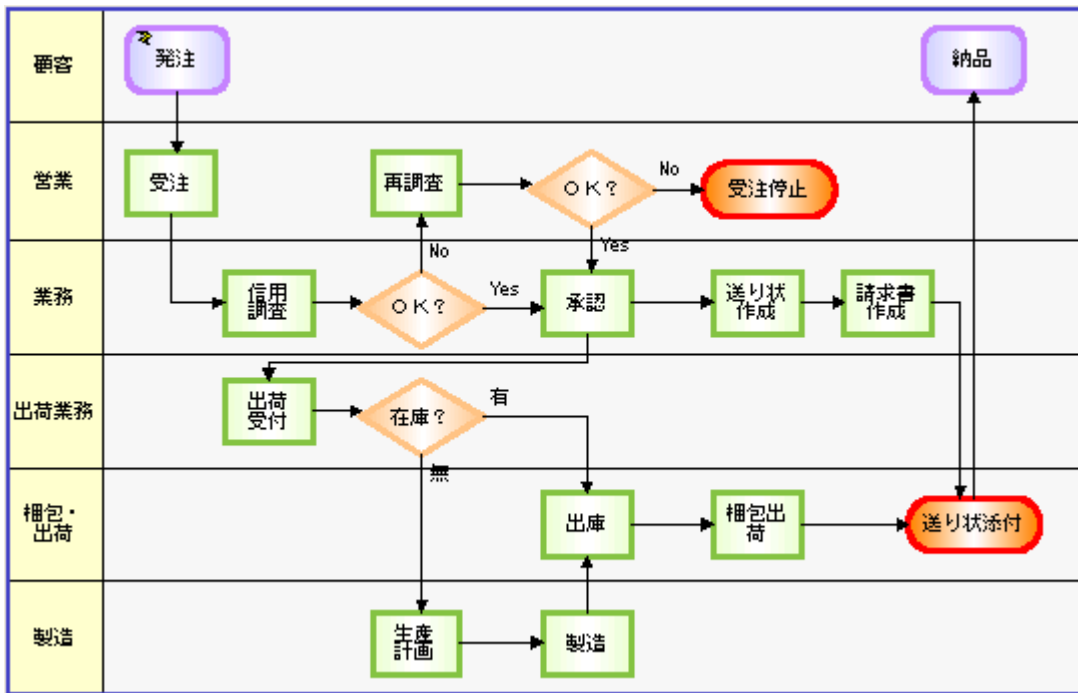 顧客
発注
納品
営業
受注
再調査
OK?
No
受注停止
Yes
業務
信用
調査
OK?
No
Yes
承認
送り状
作成
請求書
作成
出荷業務
出荷
受付
在庫?
有
無
梱包・
出荷
出庫
梱包出
荷
送り状添付
製造
生産
計画
製造